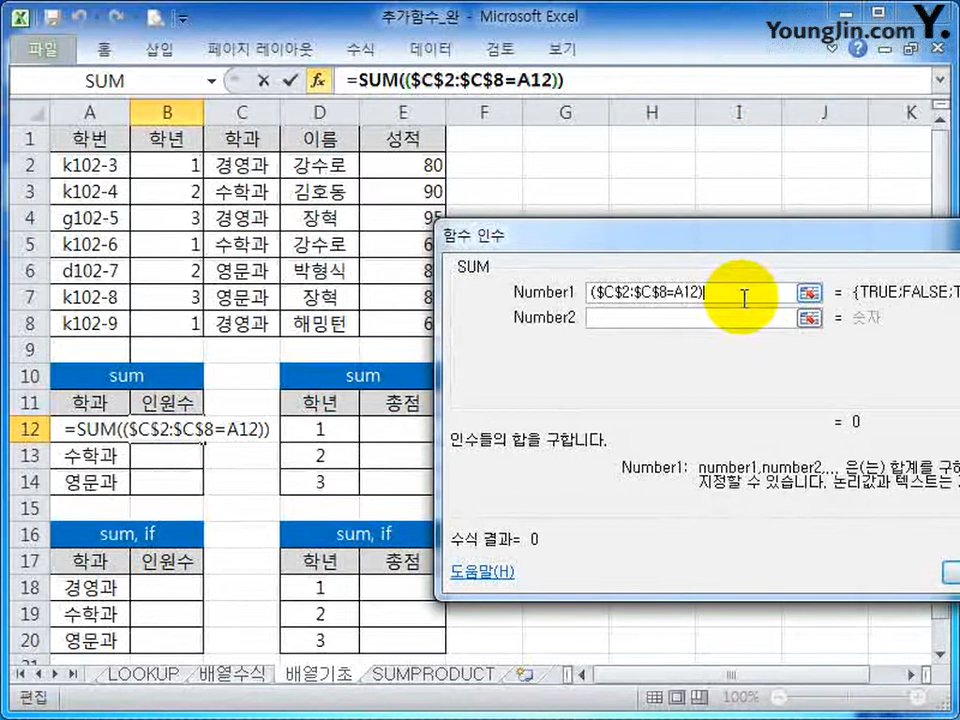 추가함수_완 - Microsoft Excel
YoungJin.com Y.
파일 홈 삽입 페이지 레이아웃 수식 데이터 검토 보기
SUM fx =SUM(($C$2:$C$8=A12))
A B C D E F G H I J K
1 학번 학년 학과 이름 성적
2 k102-3 1 경영과 강수로 80
3 k102-4 2 수학과 김호동 90
4 g102-5 3 경영과 장혁 95
5 k102-6 1 수학과 강수로 6
6 d102-7 2 영문과 박형식 8
7 k102-8 3 영문과 장혁 8
8 k102-9 1 경영과 해밍턴 6
9
10 sum sum
11 학과 인원수 학년 총점
12 =SUM(($C$2:$C$8=A12)) 1
13 수학과 2
14 영문과 3
15
16 sum, if sum, if
17 학과 인원수 학년 총점
18 경영과 1
19 수학과 2
20 영문과 3
함수 인수
SUM
Number1 ($C$2:$C$8=A12) = {TRUE;FALSE;T
Number2 = 숫자
= 0
인수들의 합을 구합니다.
Number1: number1,number2,... 은(는) 합계를 구하
지정할 수 있습니다. 논리값과 텍스트는
수식 결과= 0
도움말(H)
LOOKUP 배열수식 배열기초 SUMPRODUCT
편집 100%